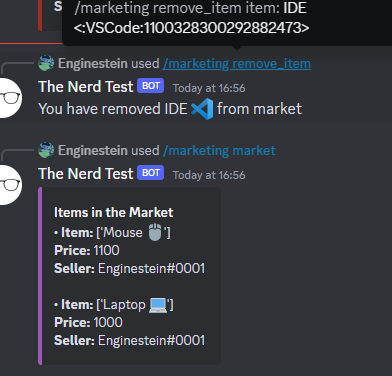 /marketing remove_item item: IDE
<:VSCode:1100328300292882473>
Enginestein used /marketing remove_item
The Nerd Test BOT Today at 16:56
You have removed IDE from market
Enginestein used /marketing market
The Nerd Test BOT Today at 16:56
Items in the Market
• Item: ['Mouse 🖱️']
Price: 1100
Seller: Enginestein#0001
• Item: ['Laptop 💻']
Price: 1000
Seller: Enginestein#0001